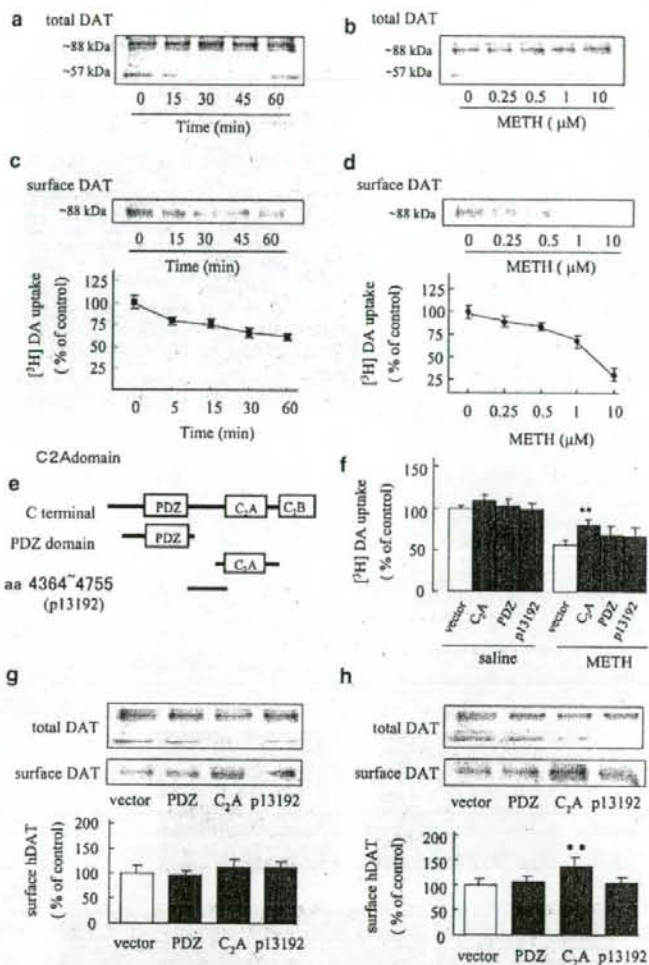 a total DAT
~88 kDa
~57 kDa
0 15 30 45 60
Time (min)
b total DAT
~88 kDa
~57 kDa
0 0.25 0.5 1 10
METH ( μM)
c
surface DAT
~88 kDa
0 15 30 45 60
Time (min)
[³H] DA uptake
( % of control)
125
100
75
50
25
0 5 15 30 60
Time (min)
d
surface DAT
~88 kDa
0 0.25 0.5 1 10
METH (μM)
[³H] DA uptake
( % of control)
125
100
75
50
25
0 0.25 0.5 1 10
METH (μM)
C2Adomain
e
C terminal
PDZ C₂A C₂B
PDZ domain
PDZ
C₂A
aa 4364~4755
(p13192)
f
[³H] DA uptake
( % of control)
100
50
0
**
vector C₂A PDZ p13192 vector C₂A PDZ p13192
saline METH
g
total DAT
surface DAT
vector PDZ C₂A p13192
surface hDAT
( % of control)
200
150
100
50
0
vector PDZ C₂A p13192
h
total DAT
surface DAT
vector PDZ C₂A p13192
surface hDAT
( % of control)
200
150
100
50
0
**
vector PDZ C₂A p13192